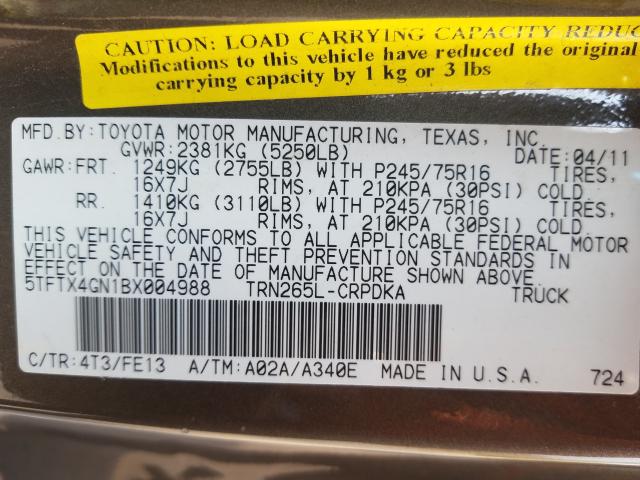 CAUTION: LOAD CARRYING CAPACITY REDUC
Modifications to this vehicle have reduced the original
carrying capacity by 1 kg or 3 lbs
MFD.BY:TOYOTA MOTOR MANUFACTURING, TEXAS, INC.
GVWR:2381KG (5250LB) DATE:04/11
GAWR:FRT. 1249KG (2755LB) WITH P245/75R16 TIRES,
16X7J RIMS, AT 210KPA (30PSI) COLD.
RR. 1410KG (3110LB) WITH P245/75R16 TIRES,
16X7J RIMS, AT 210KPA (30PSI) COLD.
THIS VEHICLE CONFORMS TO ALL APPLICABLE FEDERAL MOTOR
VEHICLE SAFETY AND THEFT PREVENTION STANDARDS IN
EFFECT ON THE DATE OF MANUFACTURE SHOWN ABOVE.
5TFTX4GN1BX004988 TRN265L-CRPDKA TRUCK
C/TR:4T3/FE13 A/TM:A02A/A340E MADE IN U.S.A. 724